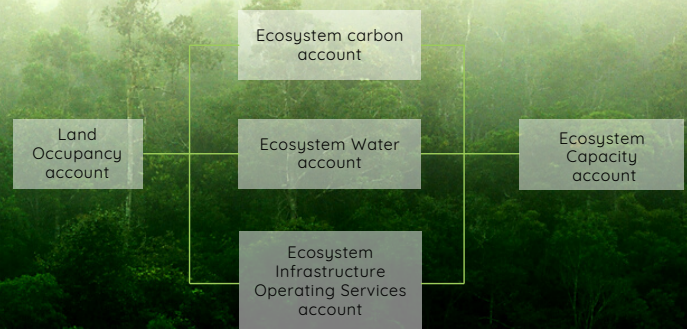 Ecosystem carbon
account
Land
Occupancy
account
Ecosystem Water
account
Ecosystem
Capacity
account
Ecosystem
Infrastructure
Operating Services
account